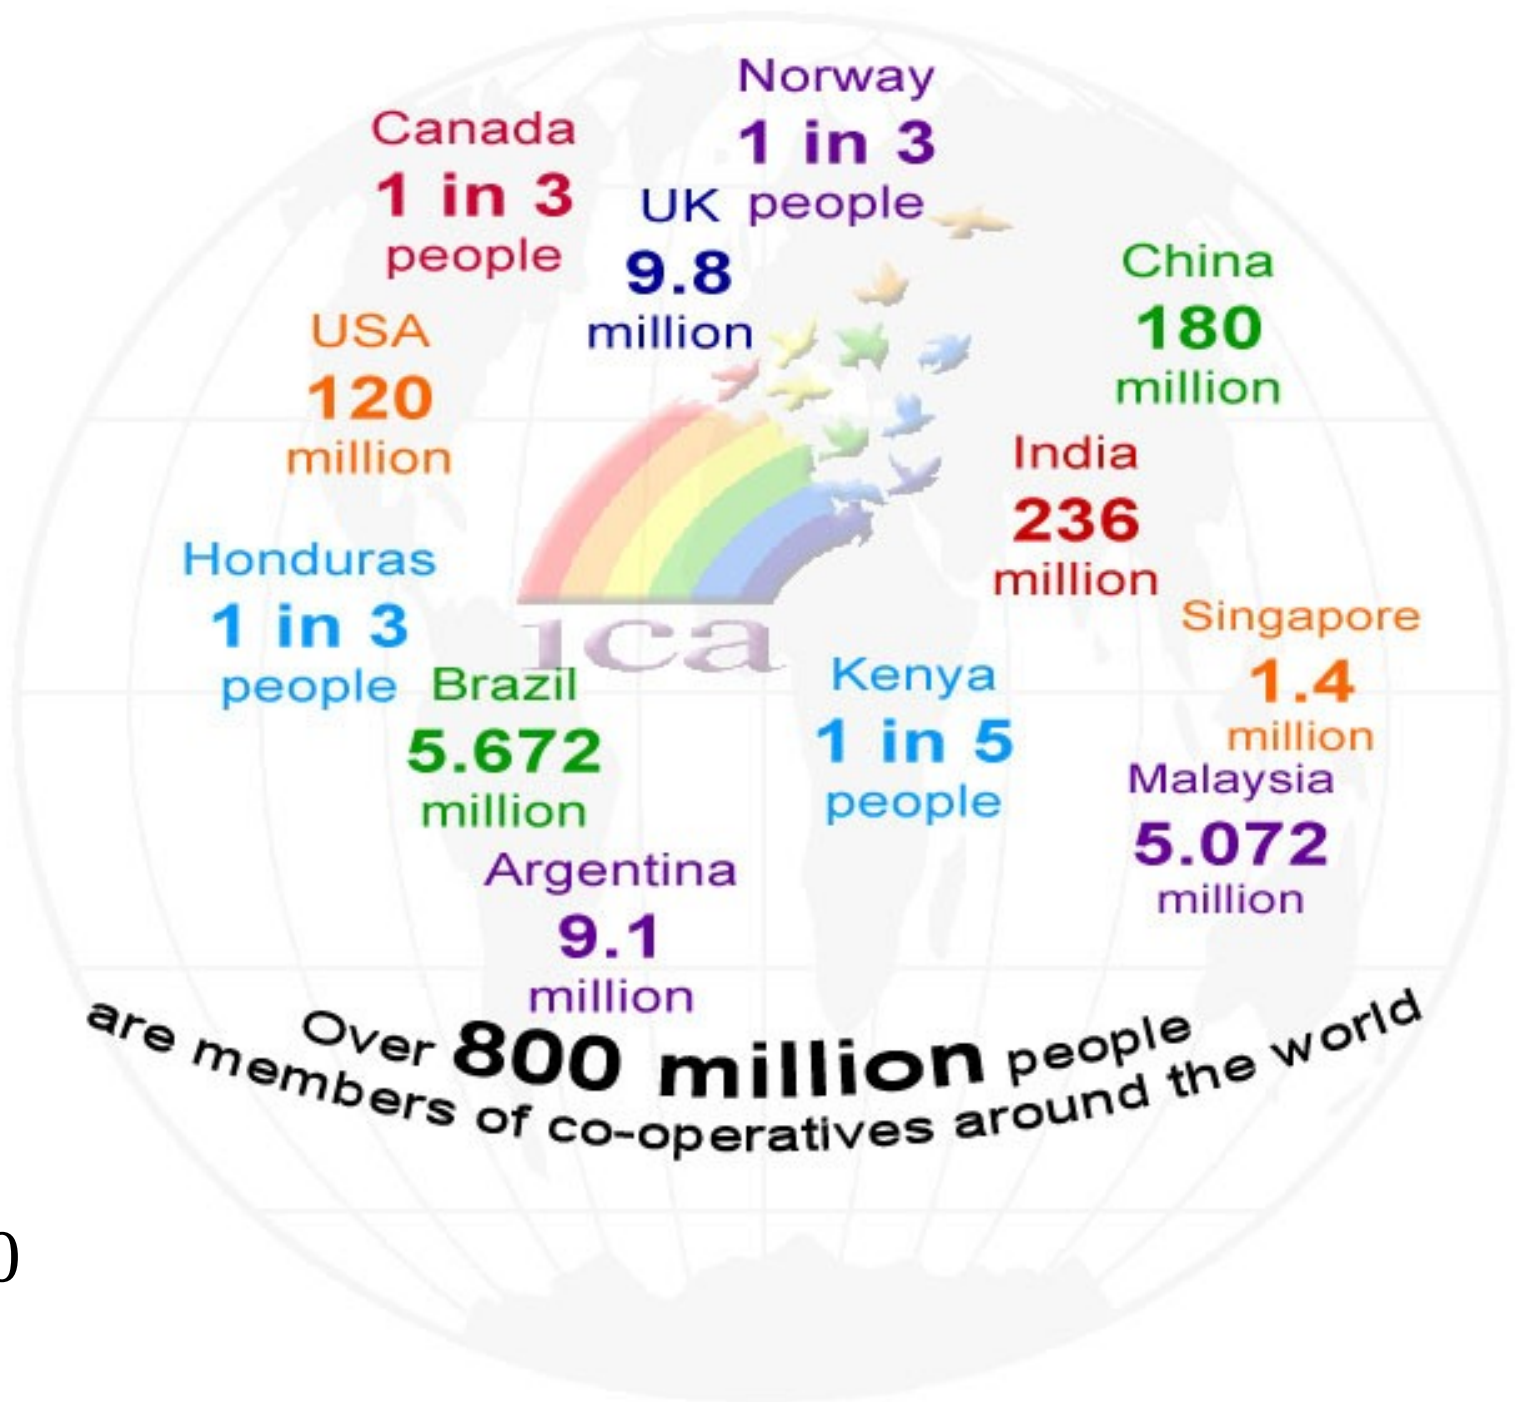 Norway
1 in 3
people
Canada
1 in 3
people
UK
9.8
million
China
180
million
USA
120
million
India
236
million
Honduras
1 in 3
people
ica
Singapore
1.4
million
Brazil
5.672
million
Kenya
1 in 5
people
Malaysia
5.072
million
Argentina
9.1
million
Over 800 million people
are members of co-operatives around the world
0